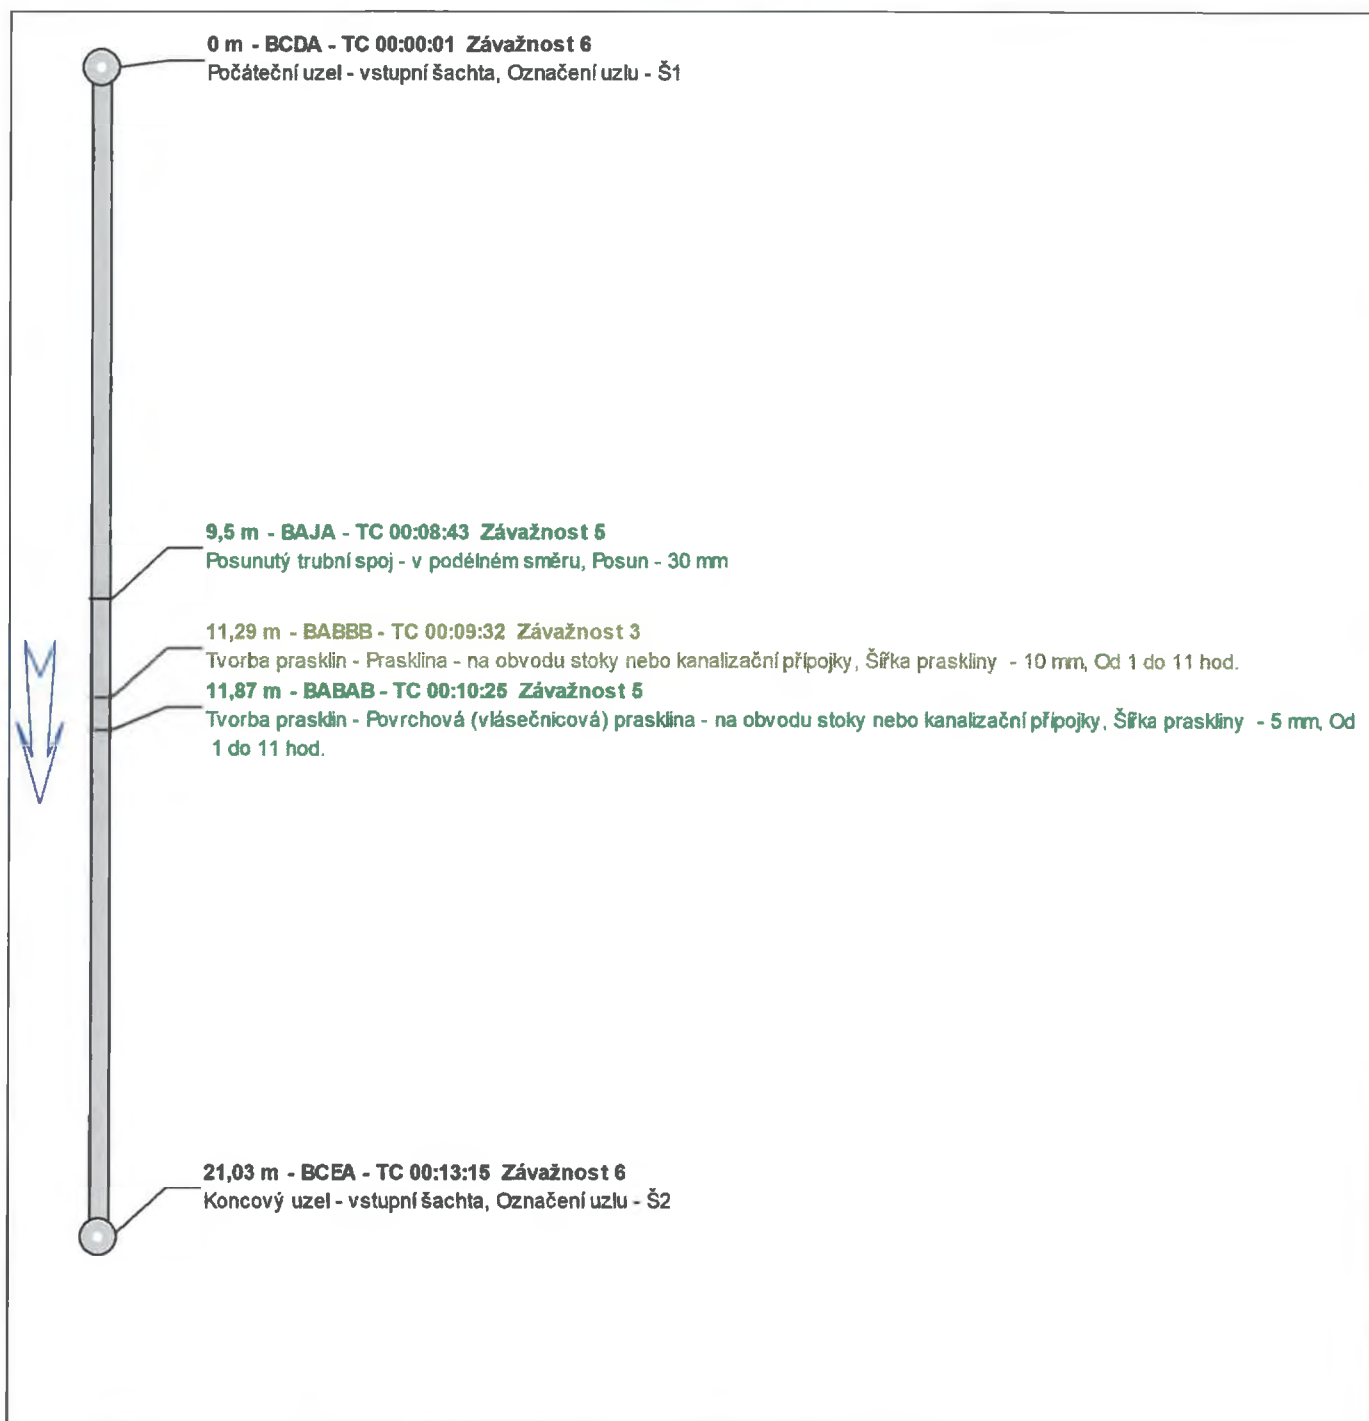 0 m - BCDA - TC 00:00:01 Závažnost 6
Počáteční uzel - vstupní šachta, Označení uzlu - Š1
9,5 m - BAJA - TC 00:08:43 Závažnost 5
Posunutý trubní spoj - v podélném směru, Posun - 30 mm
11,29 m - BABBB - TC 00:09:32 Závažnost 3
Tvorba prasklin - Prasklina - na obvodu stoky nebo kanalizační přípojky, Šířka praskliny - 10 mm, Od 1 do 11 hod.
11,87 m - BABAB - TC 00:10:25 Závažnost 5
Tvorba prasklin - Povrchová (vlásečnicová) prasklina - na obvodu stoky nebo kanalizační přípojky, Šířka praskliny - 5 mm, Od
1 do 11 hod.
21,03 m - BCEA - TC 00:13:15 Závažnost 6
Koncový uzel - vstupní šachta, Označení uzlu - Š2